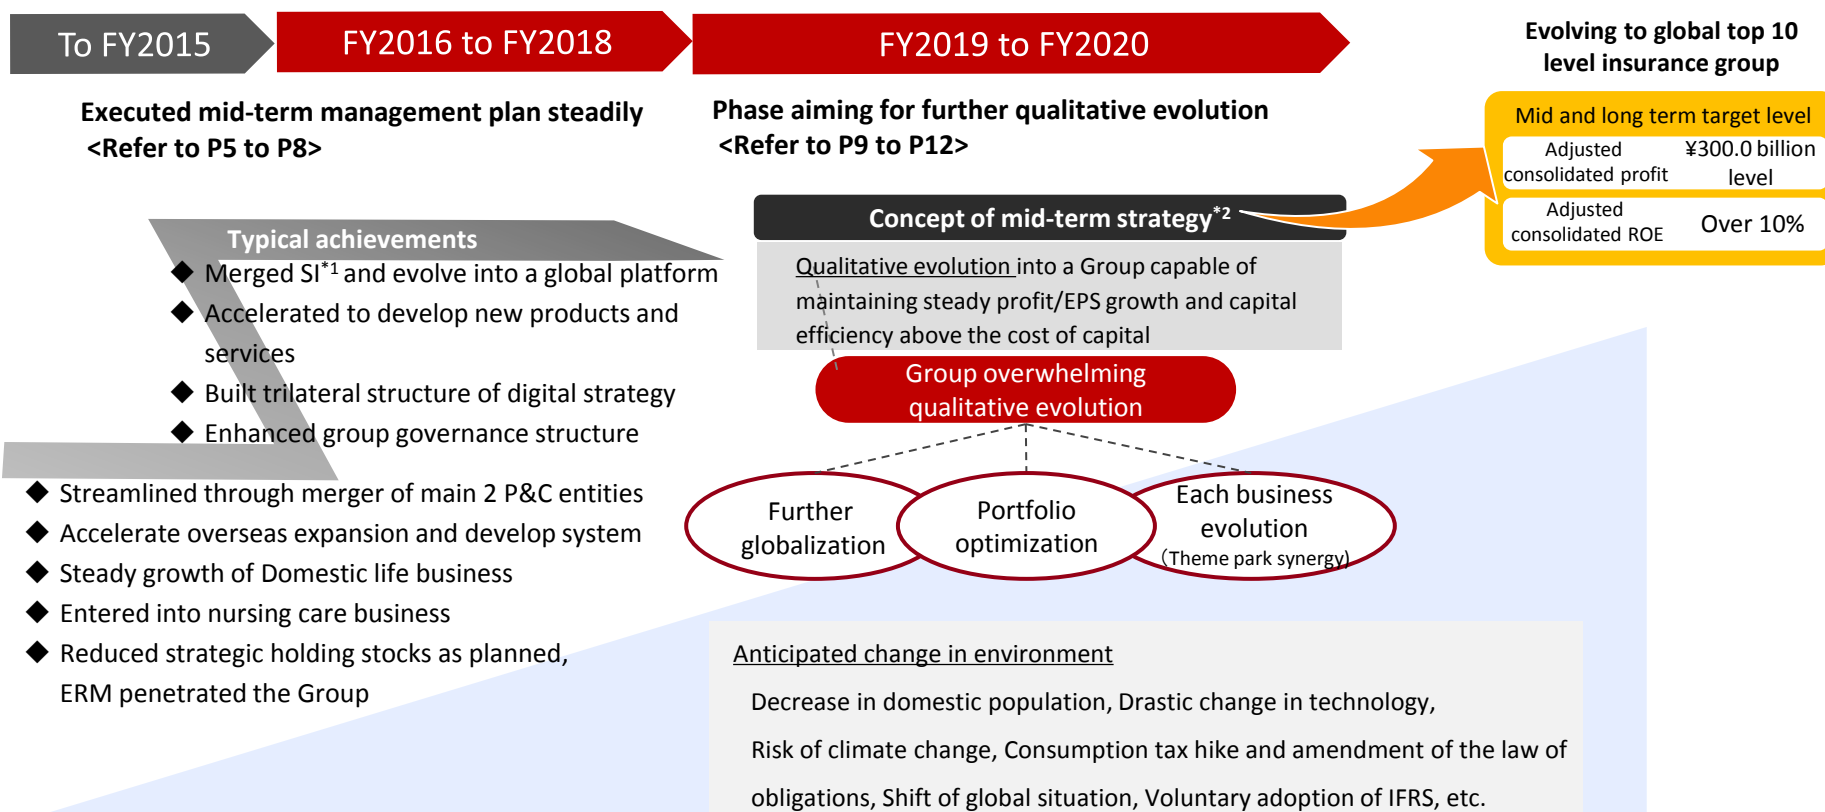 To FY2015
FY2016 to FY2018
FY2019 to FY2020
Evolving to global top 10
level insurance group
Executed mid-term management plan steadily
<Refer to P5 to P8>
Phase aiming for further qualitative evolution
<Refer to P9 to P12>
Mid and long term target level
Adjusted
consolidated profit
¥300.0 billion
level
Adjusted
consolidated ROE
Over 10%
Typical achievements
◆ Merged SI*1 and evolve into a global platform
◆ Accelerated to develop new products and
services
◆ Built trilateral structure of digital strategy
◆ Enhanced group governance structure
◆ Streamlined through merger of main 2 P&C entities
◆ Accelerate overseas expansion and develop system
◆ Steady growth of Domestic life business
◆ Entered into nursing care business
◆ Reduced strategic holding stocks as planned,
ERM penetrated the Group
Concept of mid-term strategy*2
Qualitative evolution into a Group capable of
maintaining steady profit/EPS growth and capital
efficiency above the cost of capital
Group overwhelming
qualitative evolution
Further
globalization
Portfolio
optimization
Each business
evolution
(Theme park synergy)
Anticipated change in environment
Decrease in domestic population, Drastic change in technology,
Risk of climate change, Consumption tax hike and amendment of the law of
obligations, Shift of global situation, Voluntary adoption of IFRS, etc.